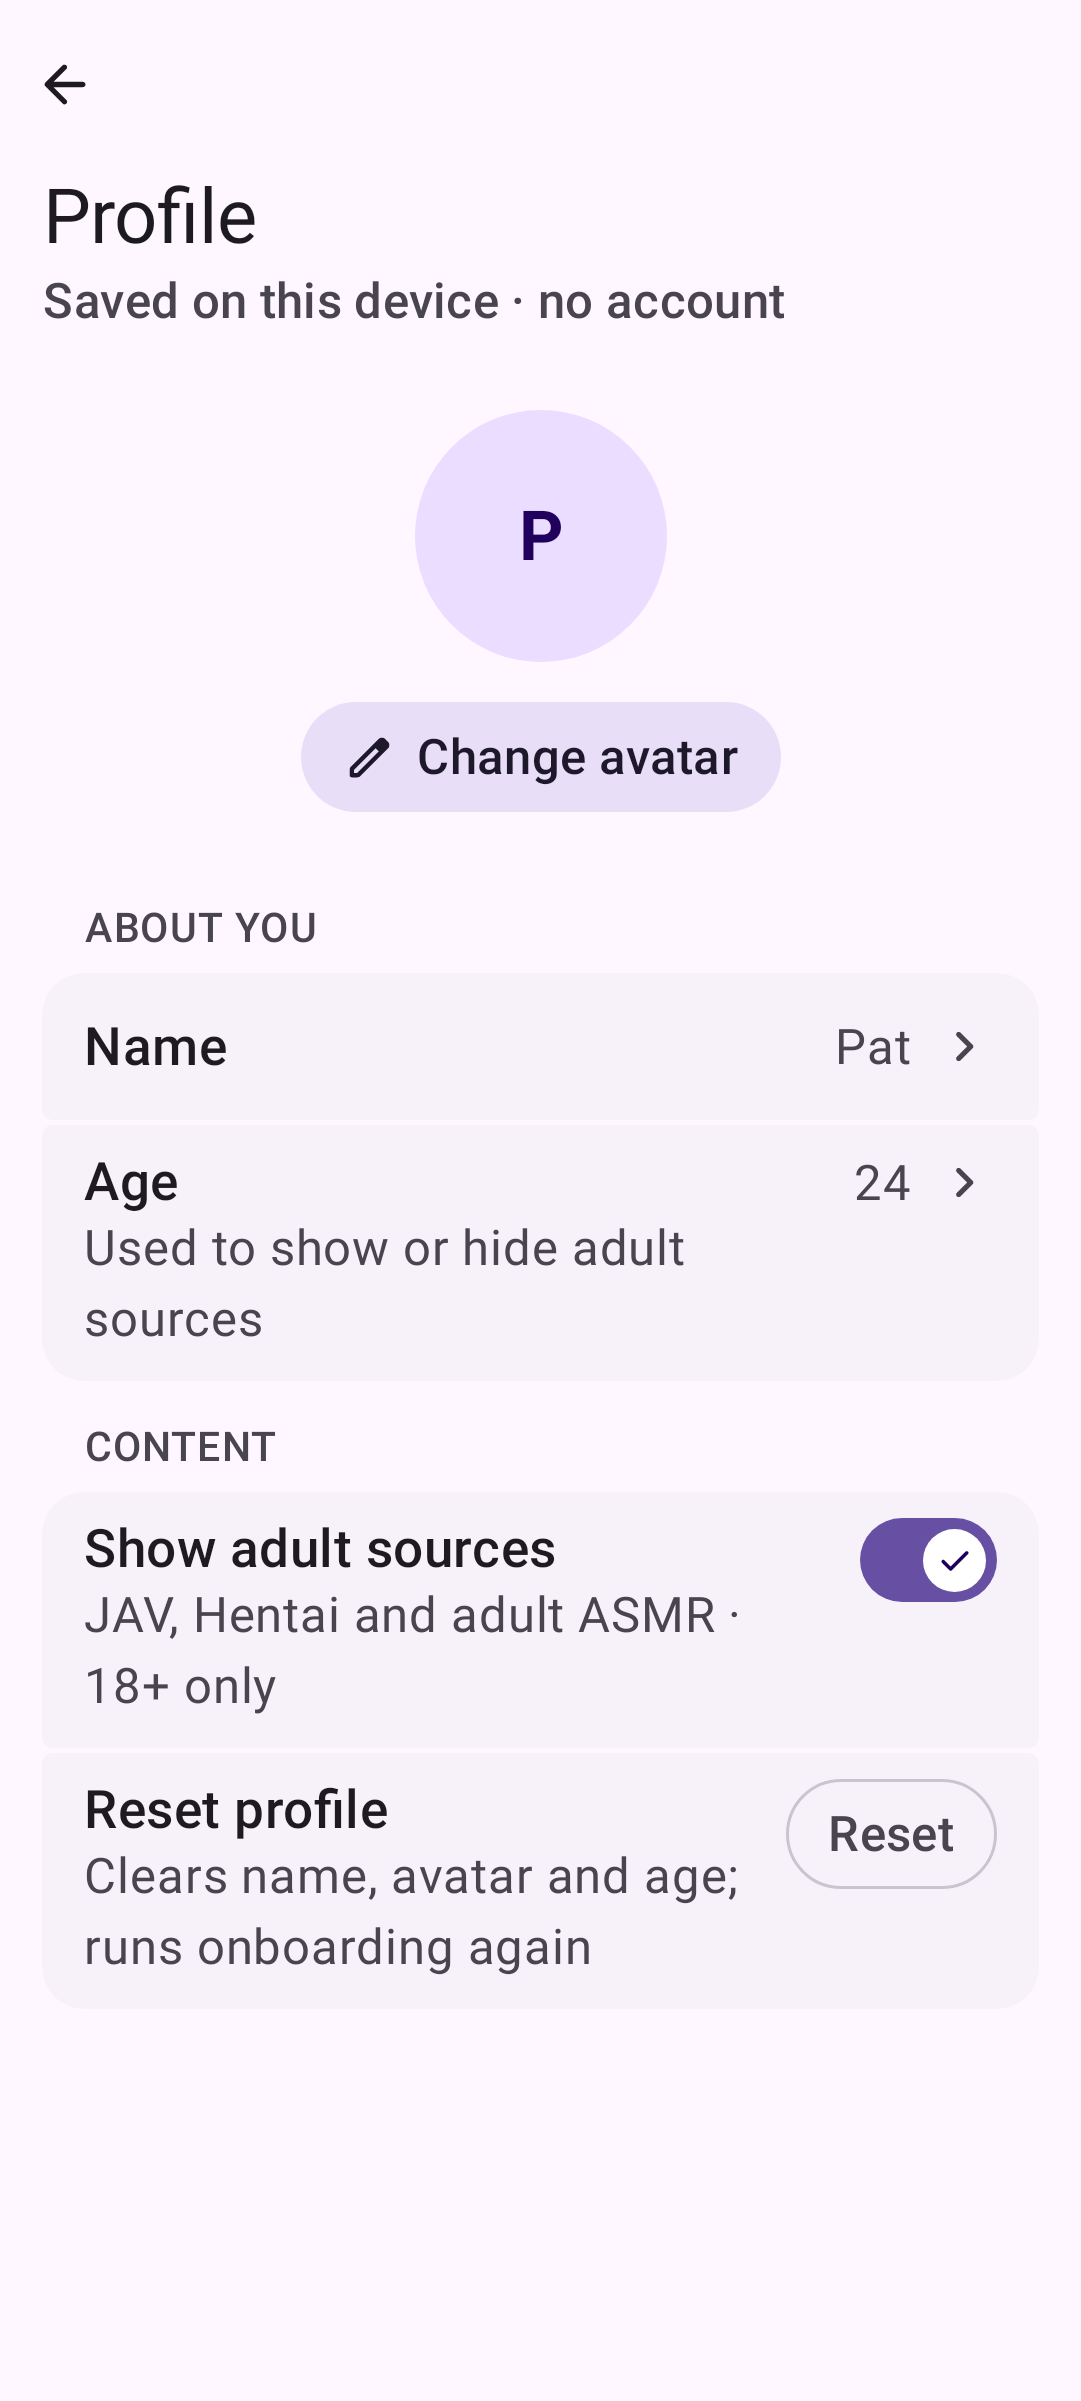 Profile
Saved on this device · no account
P
Change avatar
ABOUT YOU
Name
Pat
Age
24
Used to show or hide adult
sources
CONTENT
Show adult sources
JAV, Hentai and adult ASMR ·
18+ only
Reset profile
Reset
Clears name, avatar and age;
runs onboarding again